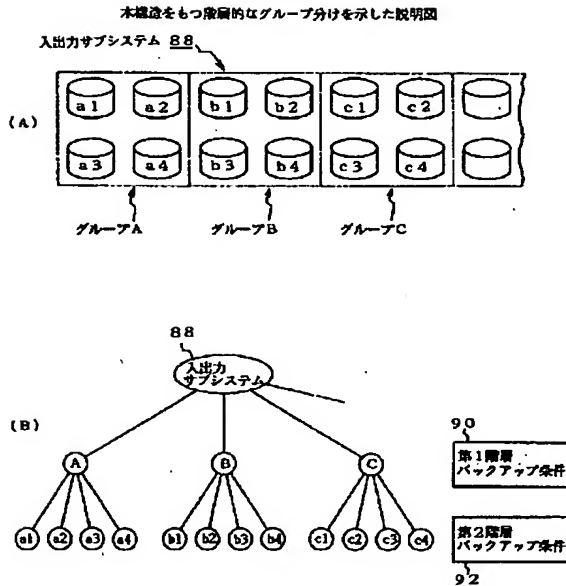 木構造をもつ段層的なグループ分けを示した説明図
入出力サブシステム 88
(A)
a1 a2 b1 b2 c1 c2
a3 a4 b3 b4 c3 c4
グループA グループB グループC
88
入出力
サブシステム
(B)
90
第1階層
バックアップ条件
A B C
a1 a2 a3 a4 b1 b2 b3 b4 c1 c2 c3 c4
第2階層
バックアップ条件
92